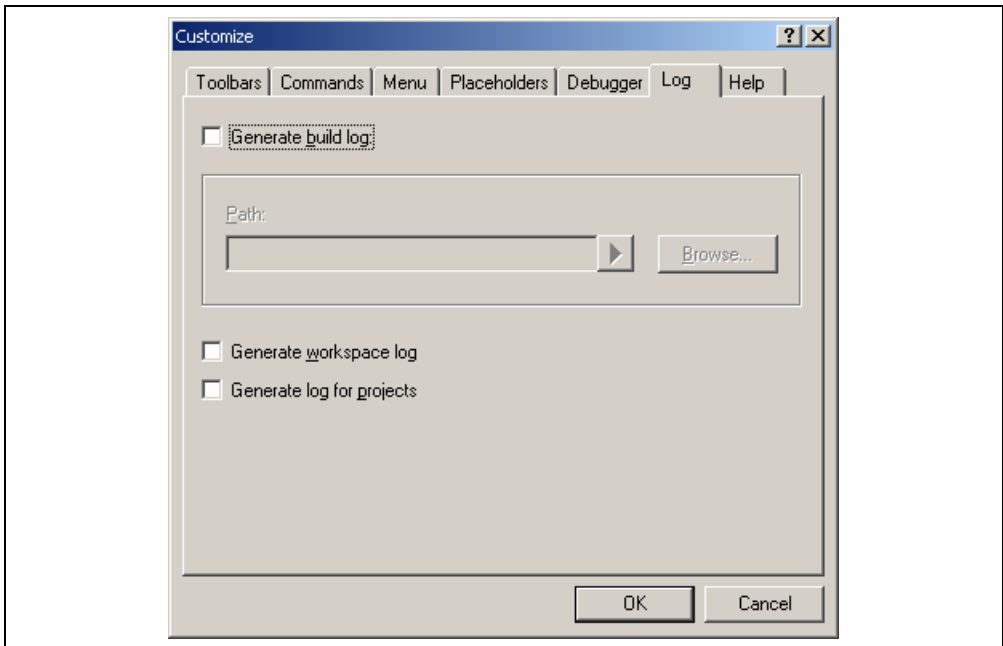 Customize
Toolbars Commands Menu Placeholders Debugger Log Help
Generate build log:
Path:
Browse...
Generate workspace log
Generate log for projects
OK Cancel